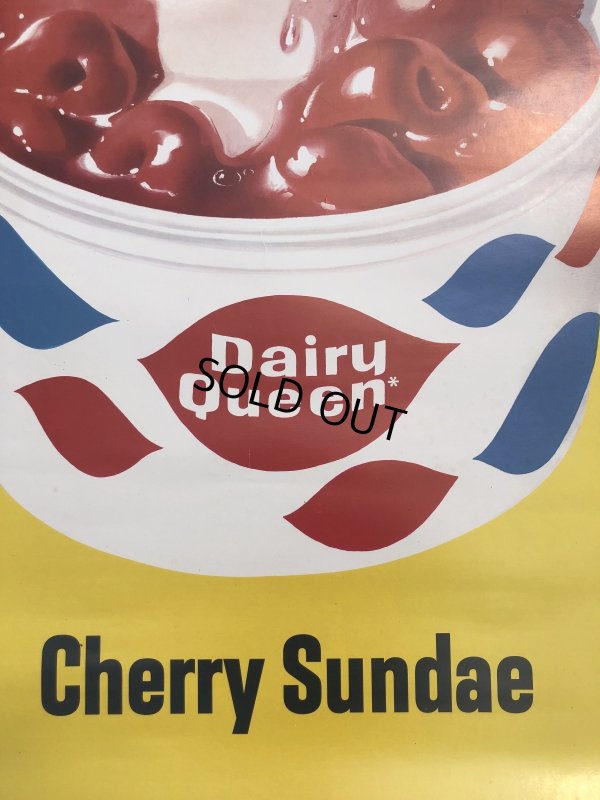 Dairy
Queen*
SOLD OUT
Cherry Sundae